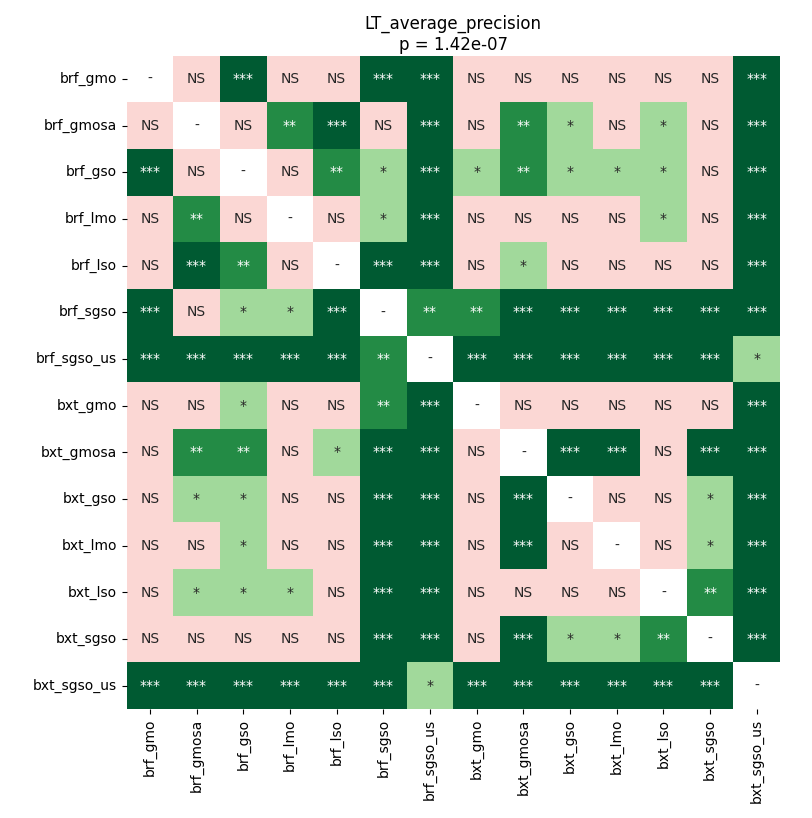 LT_average_precision
p = 1.42e-07
brf_gmo - NS *** NS NS *** *** NS NS NS NS NS NS ***
brf_gmosa NS - NS ** *** NS *** NS ** * NS * NS ***
brf_gso *** NS - NS ** * *** * ** * * * NS ***
brf_lmo NS ** NS - NS * *** NS NS NS NS * NS ***
brf_lso NS *** ** NS - *** *** NS * NS NS NS NS ***
brf_sgso *** NS * * *** - ** ** *** *** *** *** *** ***
brf_sgso_us *** *** *** *** *** ** - *** *** *** *** *** *** *
bxt_gmo NS NS * NS NS ** *** - NS NS NS NS NS ***
bxt_gmosa NS ** ** NS * *** *** NS - *** *** NS *** ***
bxt_gso NS * * NS NS *** *** NS *** - NS NS * ***
bxt_lmo NS NS * NS NS *** *** NS *** NS - NS * ***
bxt_lso NS * * * NS *** *** NS NS NS NS - ** ***
bxt_sgso NS NS NS NS NS *** *** NS *** * * ** - ***
bxt_sgso_us *** *** *** *** *** *** * *** *** *** *** *** *** -
brf_gmo brf_gmosa brf_gso brf_lmo brf_lso brf_sgso brf_sgso_us bxt_gmo bxt_gmosa bxt_gso bxt_lmo bxt_lso bxt_sgso bxt_sgso_us